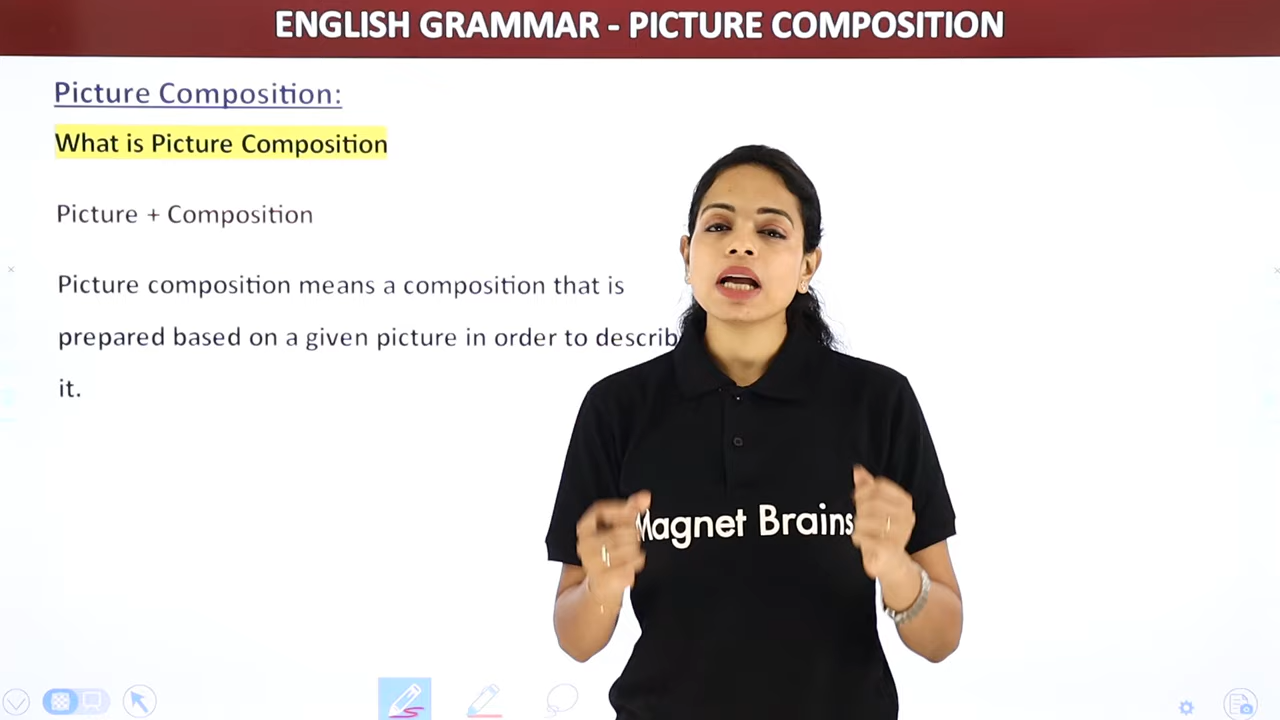 ENGLISH GRAMMAR - PICTURE COMPOSITION
Picture Composition:
What is Picture Composition
Picture + Composition
Picture composition means a composition that is
prepared based on a given picture in order to describ
it.
Magnet Brains